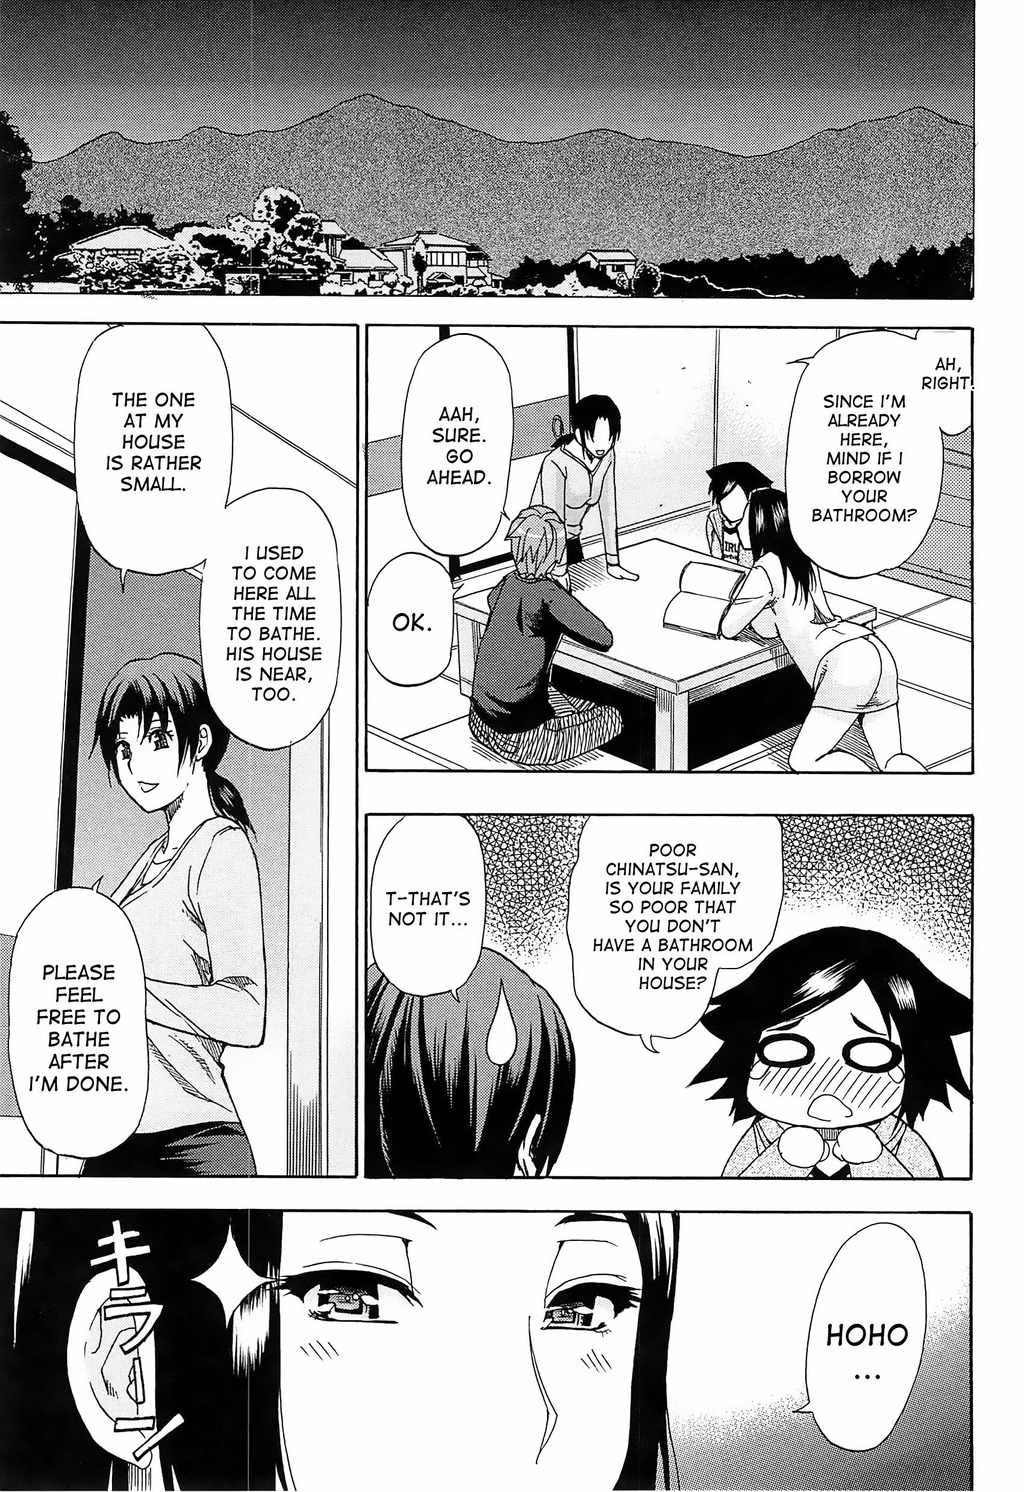 AH,
RIGHT.
SINCE I'M
ALREADY
HERE,
MIND IF I
BORROW
YOUR
BATHROOM?
IRL
AAH,
SURE.
GO
AHEAD.
OK.
POOR
CHINATSU-SAN,
IS YOUR FAMILY
SO POOR THAT
YOU DON'T
HAVE A BATHROOM
IN YOUR
HOUSE?
T-THAT'S
NOT IT...
THE ONE
AT MY
HOUSE
IS RATHER
SMALL.
I USED
TO COME
HERE ALL
THE TIME
TO BATHE.
HIS HOUSE
IS NEAR,
TOO.
PLEASE
FEEL
FREE TO
BATHE
AFTER
I'M DONE.
HOHO
...
キラーン